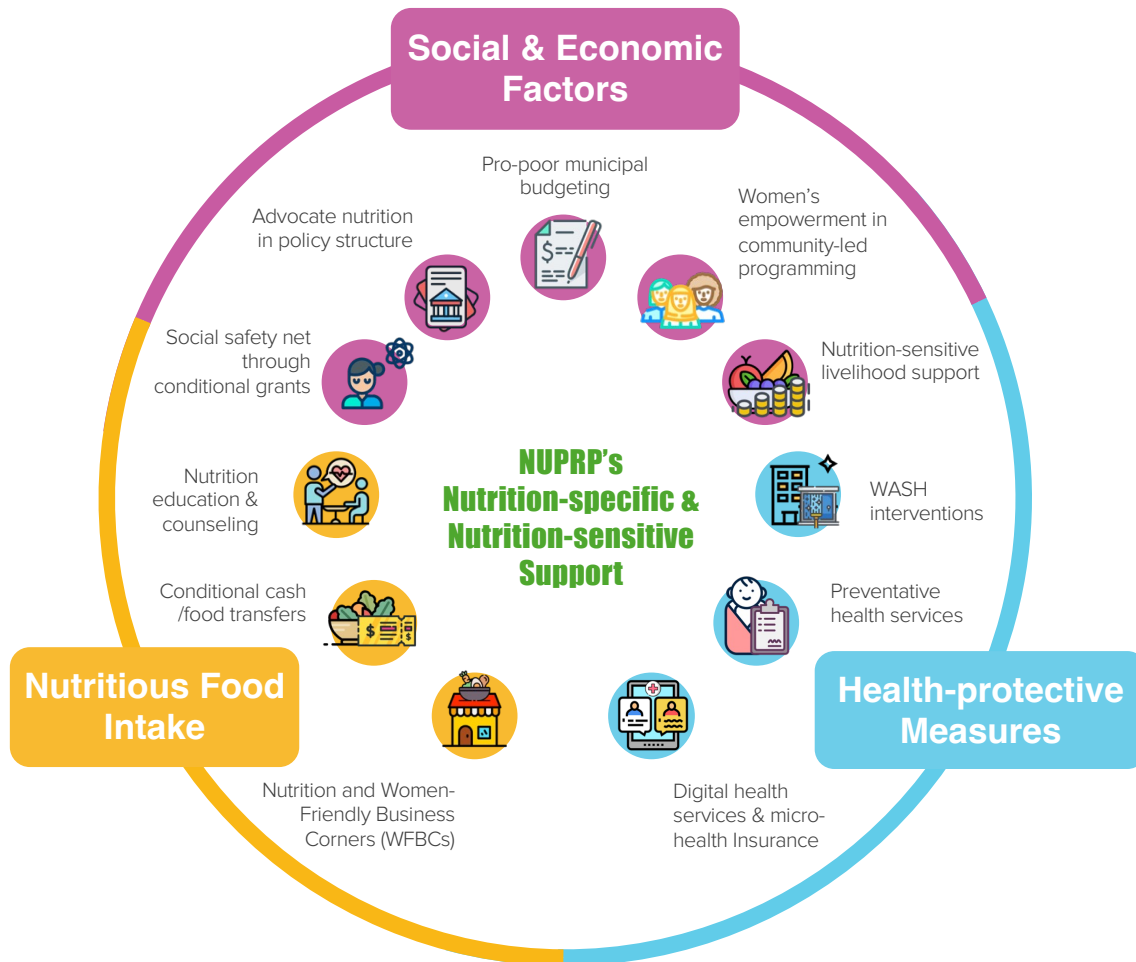 Social & Economic
Factors
Pro-poor municipal
budgeting
Advocate nutrition
in policy structure
Women's
empowerment in
community-led
programming
Social safety net
through
conditional grants
Nutrition-sensitive
livelihood support
NUPRP's
Nutrition-specific &
Nutrition-sensitive
Support
Nutrition
education &
counseling
WASH
interventions
Conditional cash
/food transfers
Preventative
health services
Nutritious Food
Intake
Health-protective
Measures
Nutrition and Women-
Friendly Business
Corners (WFBCs)
Digital health
services & micro-
health Insurance